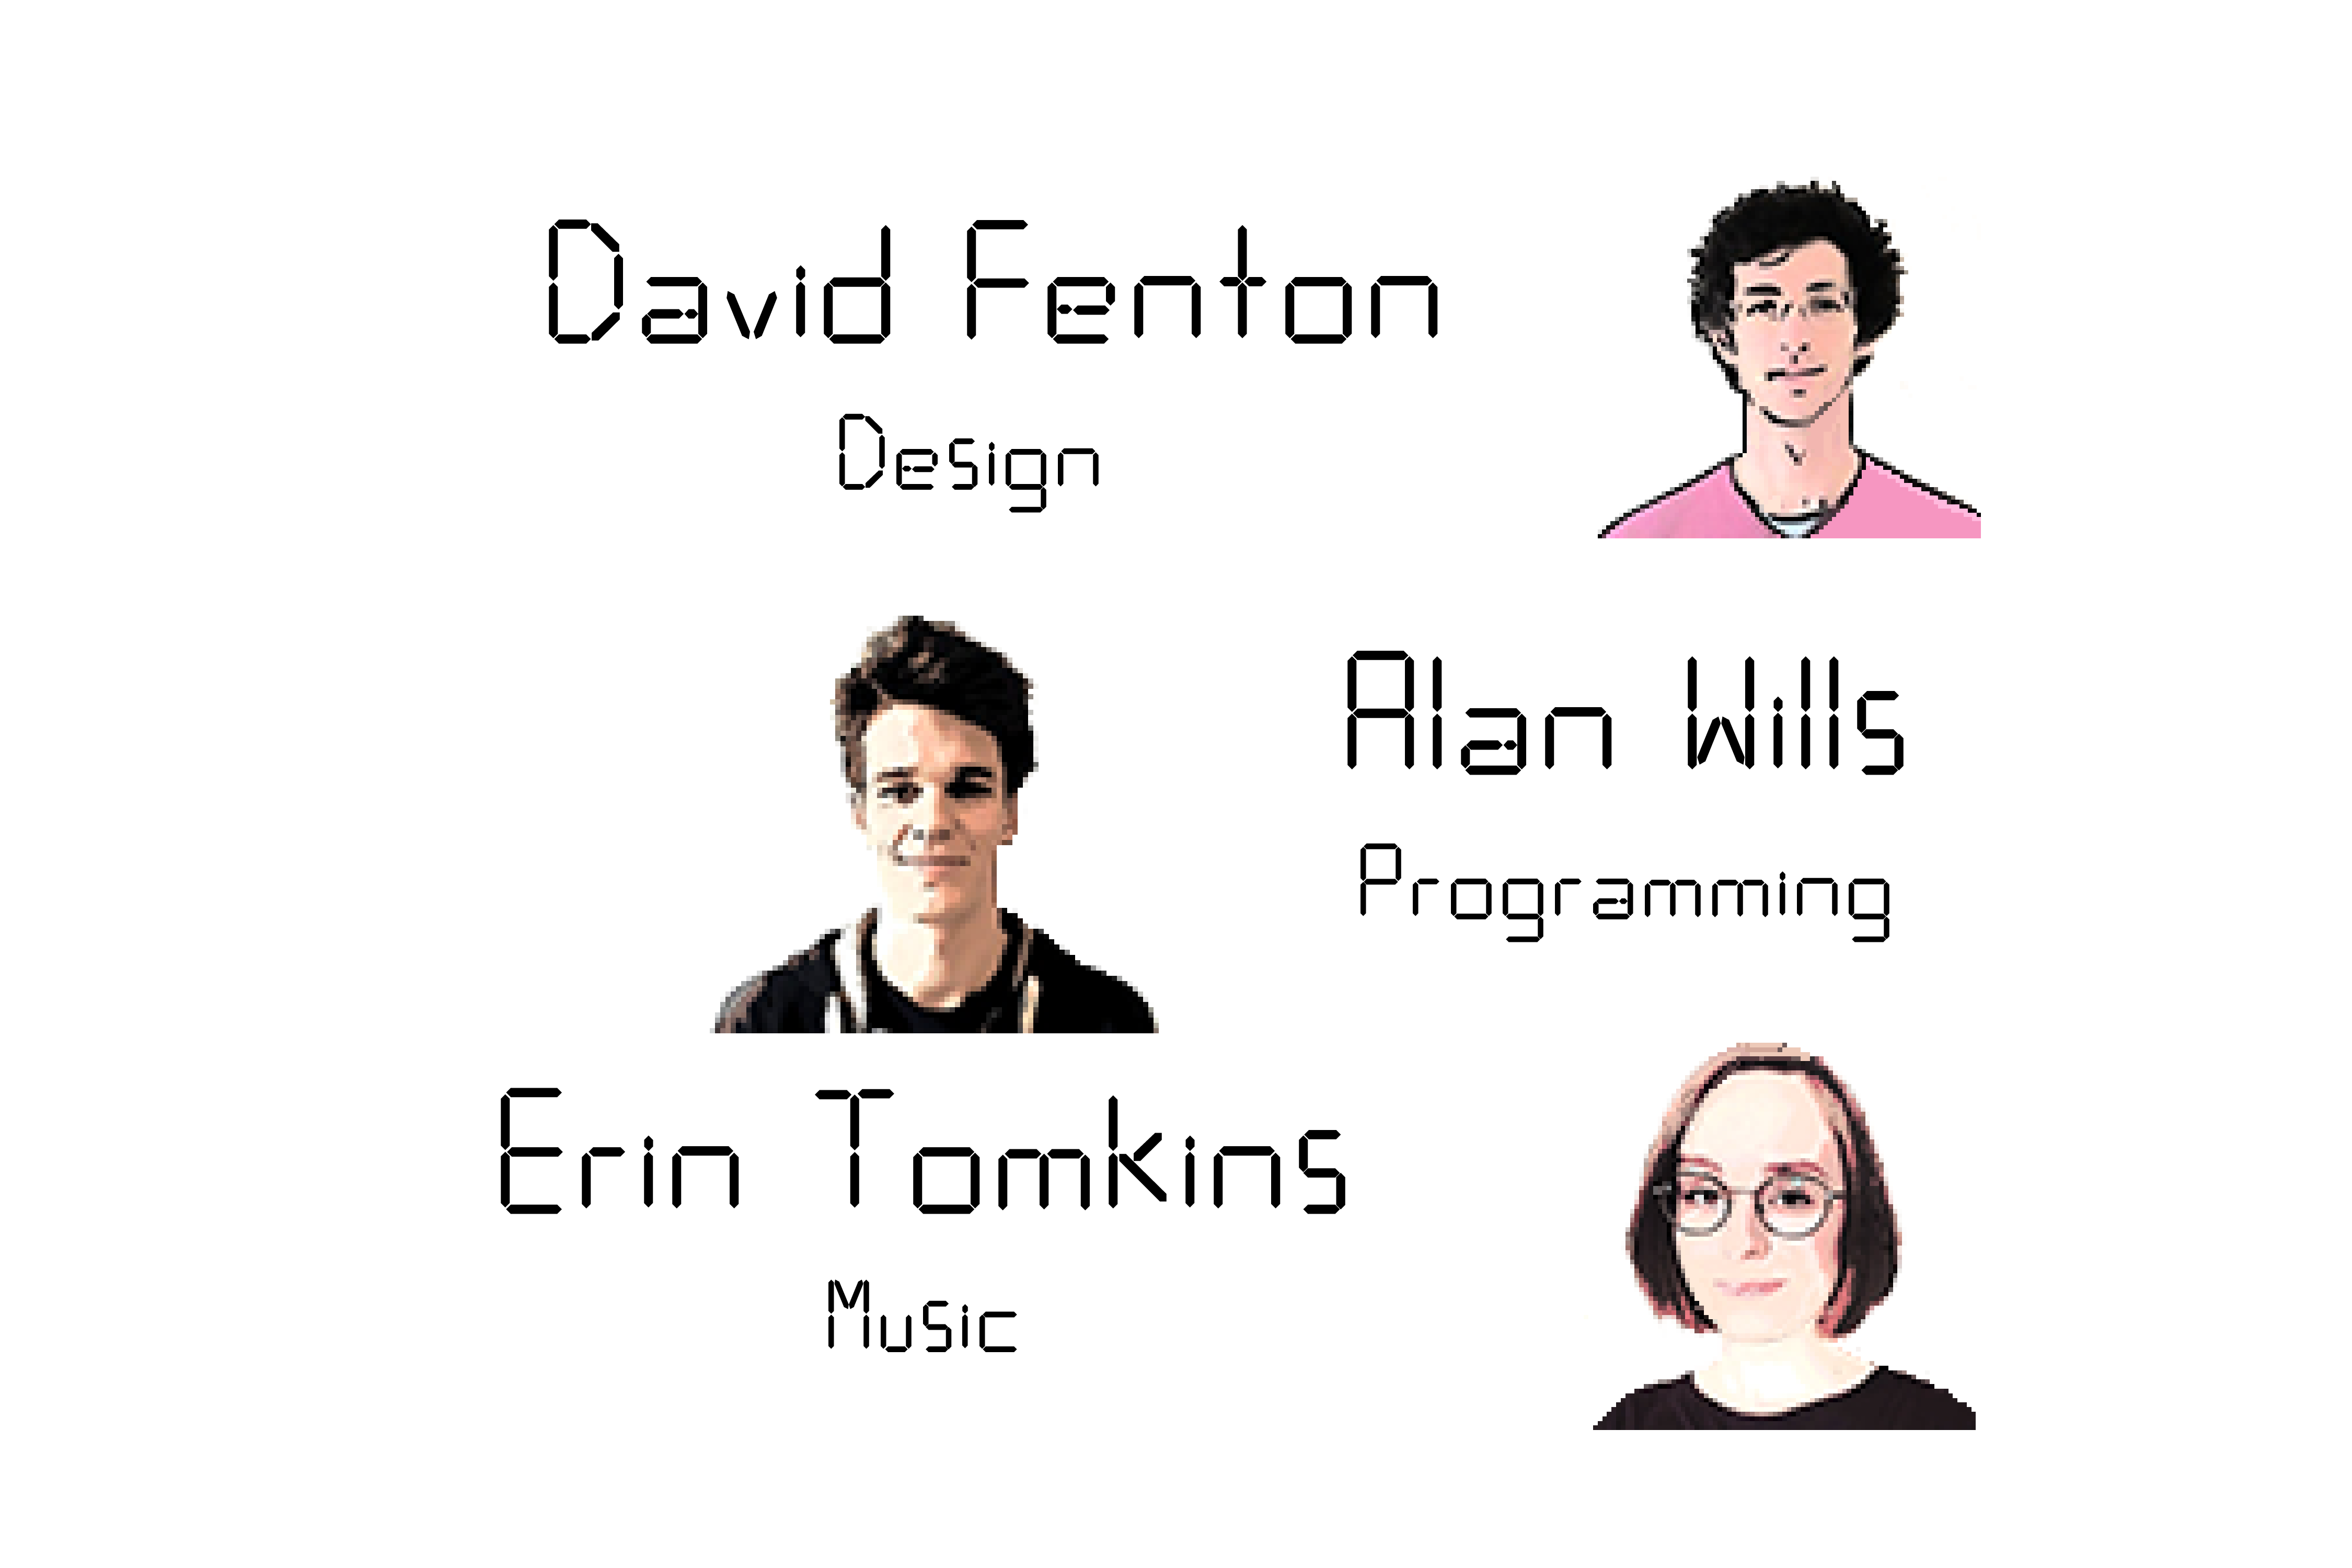 David Fenton
Design
Alan Wills
Programming
Erin Tomkins
Music